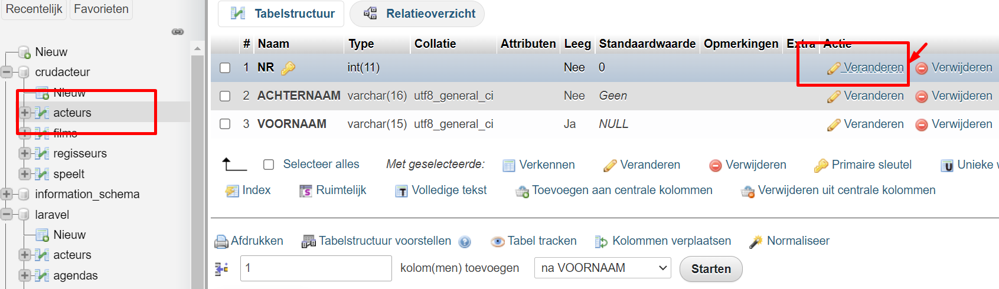 Recentelijk Favorieten
Nieuw
crudacteur
Nieuw
acteurs
films
regisseurs
speelt
information_schema
laravel
Nieuw
acteurs
agendas
Tabelstructuur Relatieoverzicht
# Naam Type Collatie Attributen Leeg Standaardwaarde Opmerkingen Extra Actie
1 NR int(11) Nee 0 Veranderen Verwijderen
2 ACHTERNAAM varchar(16) utf8_general_ci Nee Geen Veranderen Verwijderen
3 VOORNAAM varchar(15) utf8_general_ci Ja NULL Veranderen Verwijderen
Selecteer alles Met geselecteerde: Verkennen Veranderen Verwijderen Primaire sleutel Unieke
Index Ruimtelijk Volledige tekst Toevoegen aan centrale kolommen Verwijderen uit centrale kolommen
Afdrukken Tabelstructuur voorstellen Tabel tracken Kolommen verplaatsen Normaliseer
1 kolom(men) toevoegen na VOORNAAM Starten